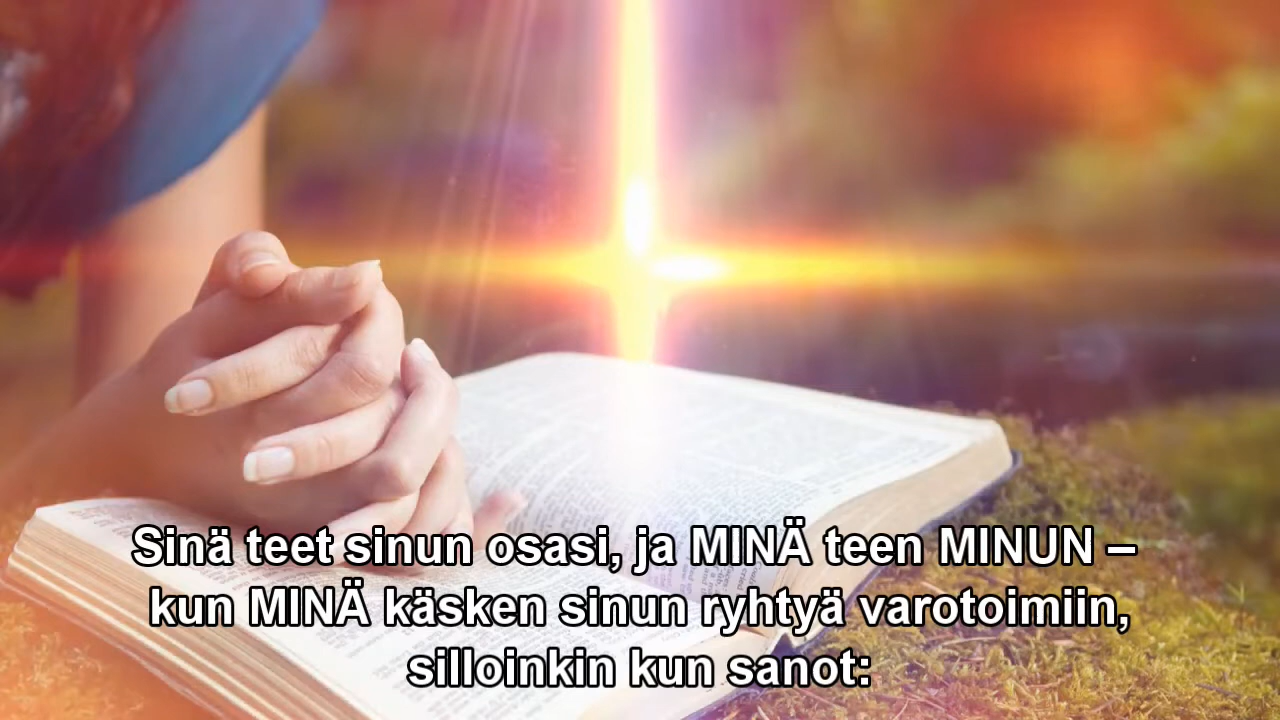 Sinä teet sinun osasi, ja MINÄ teen MINUN –
kun MINÄ käsken sinun ryhtyä varotoimiin,
silloinkin kun sanot: